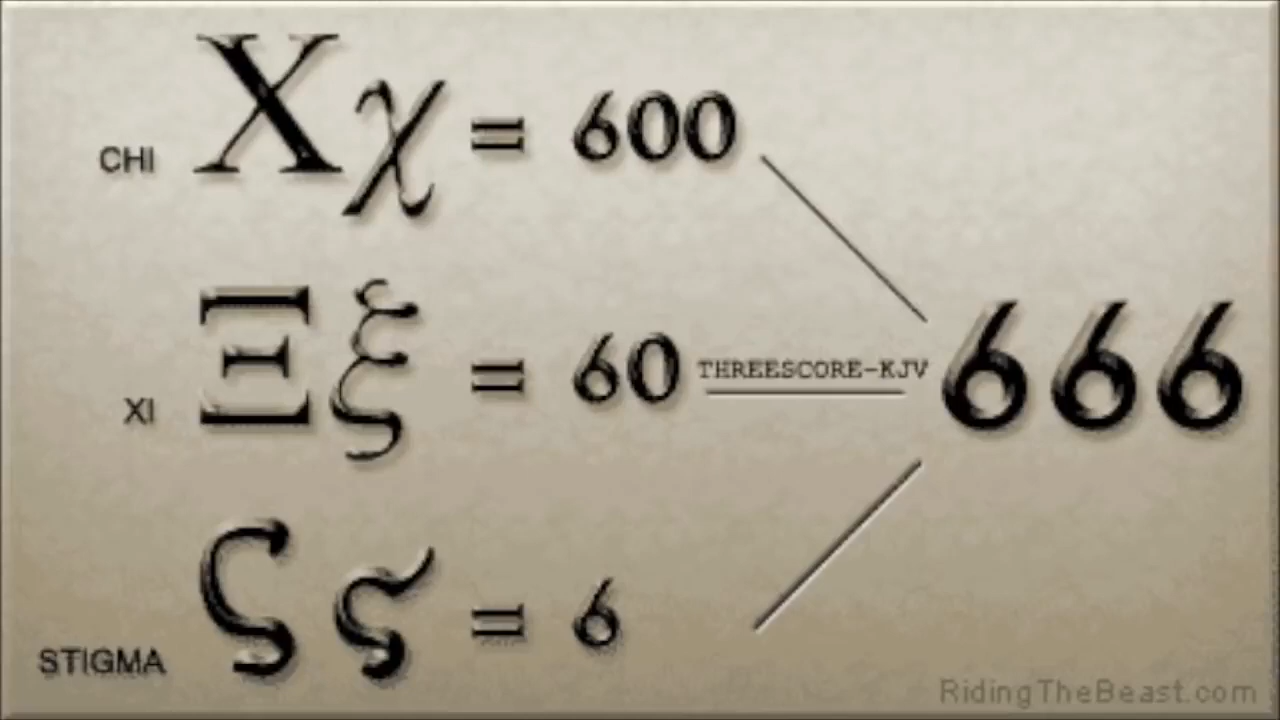 CHI Χχ = 600
XI Ξξ = 60 THREESCORE-KJV 666
STIGMA Ϛϛ = 6
RidingTheBeast.com